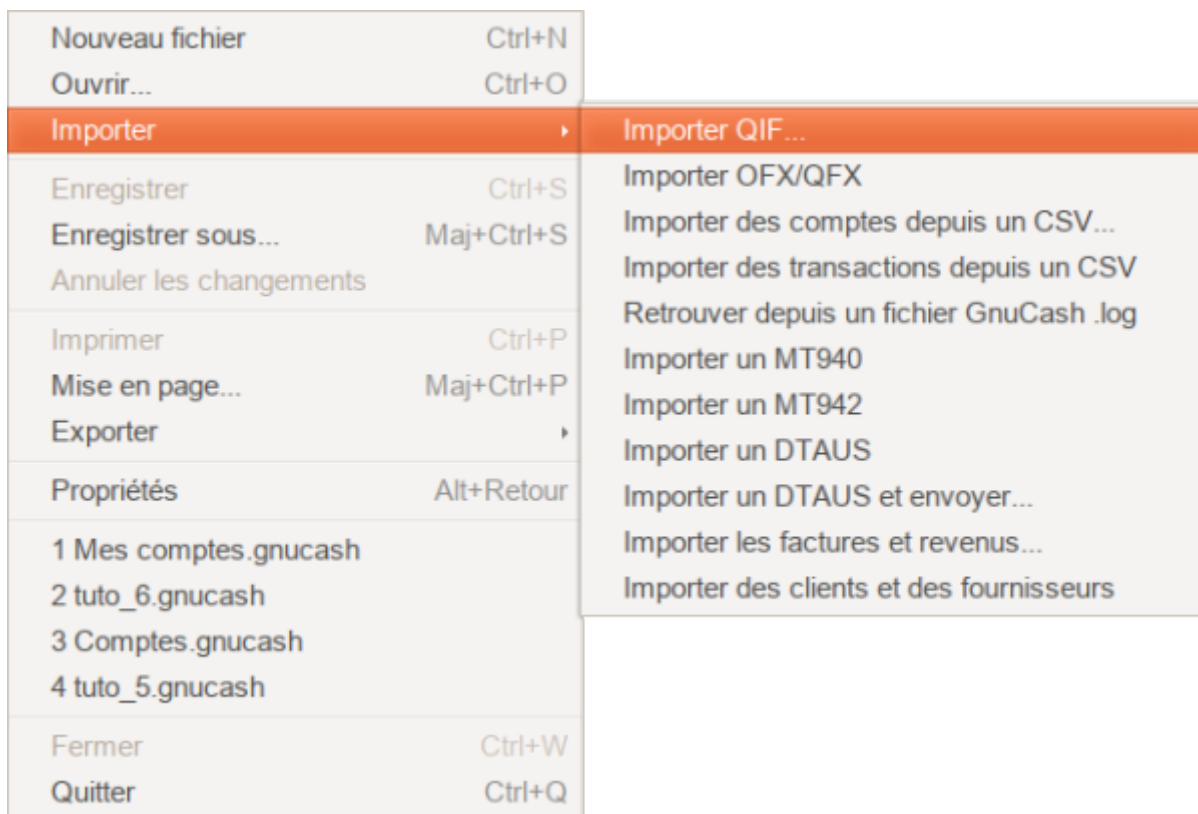 Nouveau fichier Ctrl+N
Ouvrir... Ctrl+O
Importer
Enregistrer Ctrl+S
Enregistrer sous... Maj+Ctrl+S
Annuler les changements
Imprimer Ctrl+P
Mise en page... Maj+Ctrl+P
Exporter
Propriétés Alt+Retour
1 Mes comptes.gnucash
2 tuto_6.gnucash
3 Comptes.gnucash
4 tuto_5.gnucash
Fermer Ctrl+W
Quitter Ctrl+Q
Importer QIF...
Importer OFX/QFX
Importer des comptes depuis un CSV...
Importer des transactions depuis un CSV
Retrouver depuis un fichier GnuCash .log
Importer un MT940
Importer un MT942
Importer un DTAUS
Importer un DTAUS et envoyer...
Importer les factures et revenus...
Importer des clients et des fournisseurs